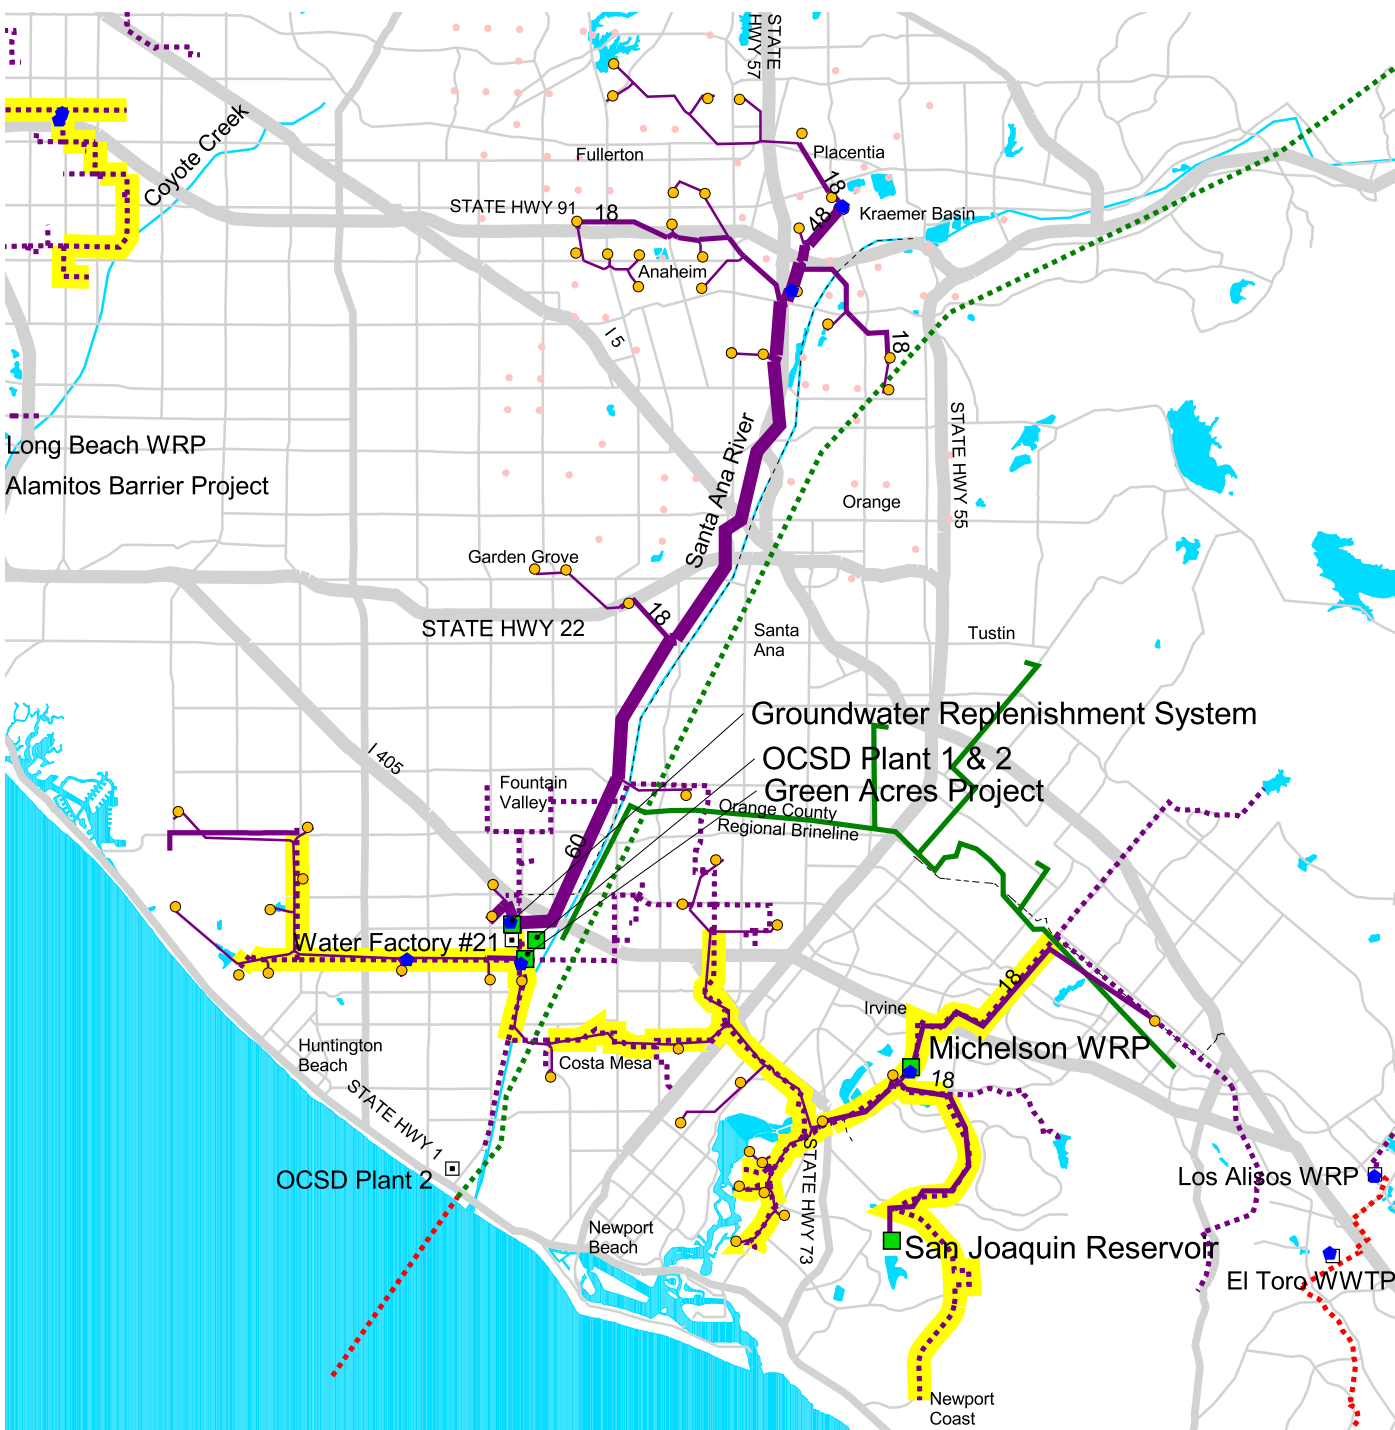 STATE
HWY 57
Coyote Creek
Fullerton
Placentia
18
STATE HWY 91
18
48
Kraemer Basin
Anaheim
I 5
18
Long Beach WRP
Alamitos Barrier Project
STATE HWY 55
Santa Ana River
Orange
Garden Grove
18
STATE HWY 22
Santa
Ana
Tustin
Groundwater Replenishment System
I 405
OCSD Plant 1 & 2
Fountain
Valley
Green Acres Project
Orange County
Regional Brineline
60
Water Factory #21
18
Irvine
Huntington
Beach
Costa Mesa
Michelson WRP
18
STATE HWY 1
OCSD Plant 2
STATE HWY 73
Los Alisos WRP
Newport
Beach
San Joaquin Reservoir
El Toro WWTP
Newport
Coast